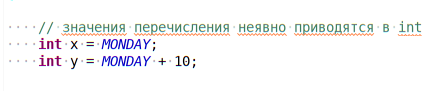 // значения перечисления неявно приводятся в int
int x = MONDAY;
int y = MONDAY + 10;